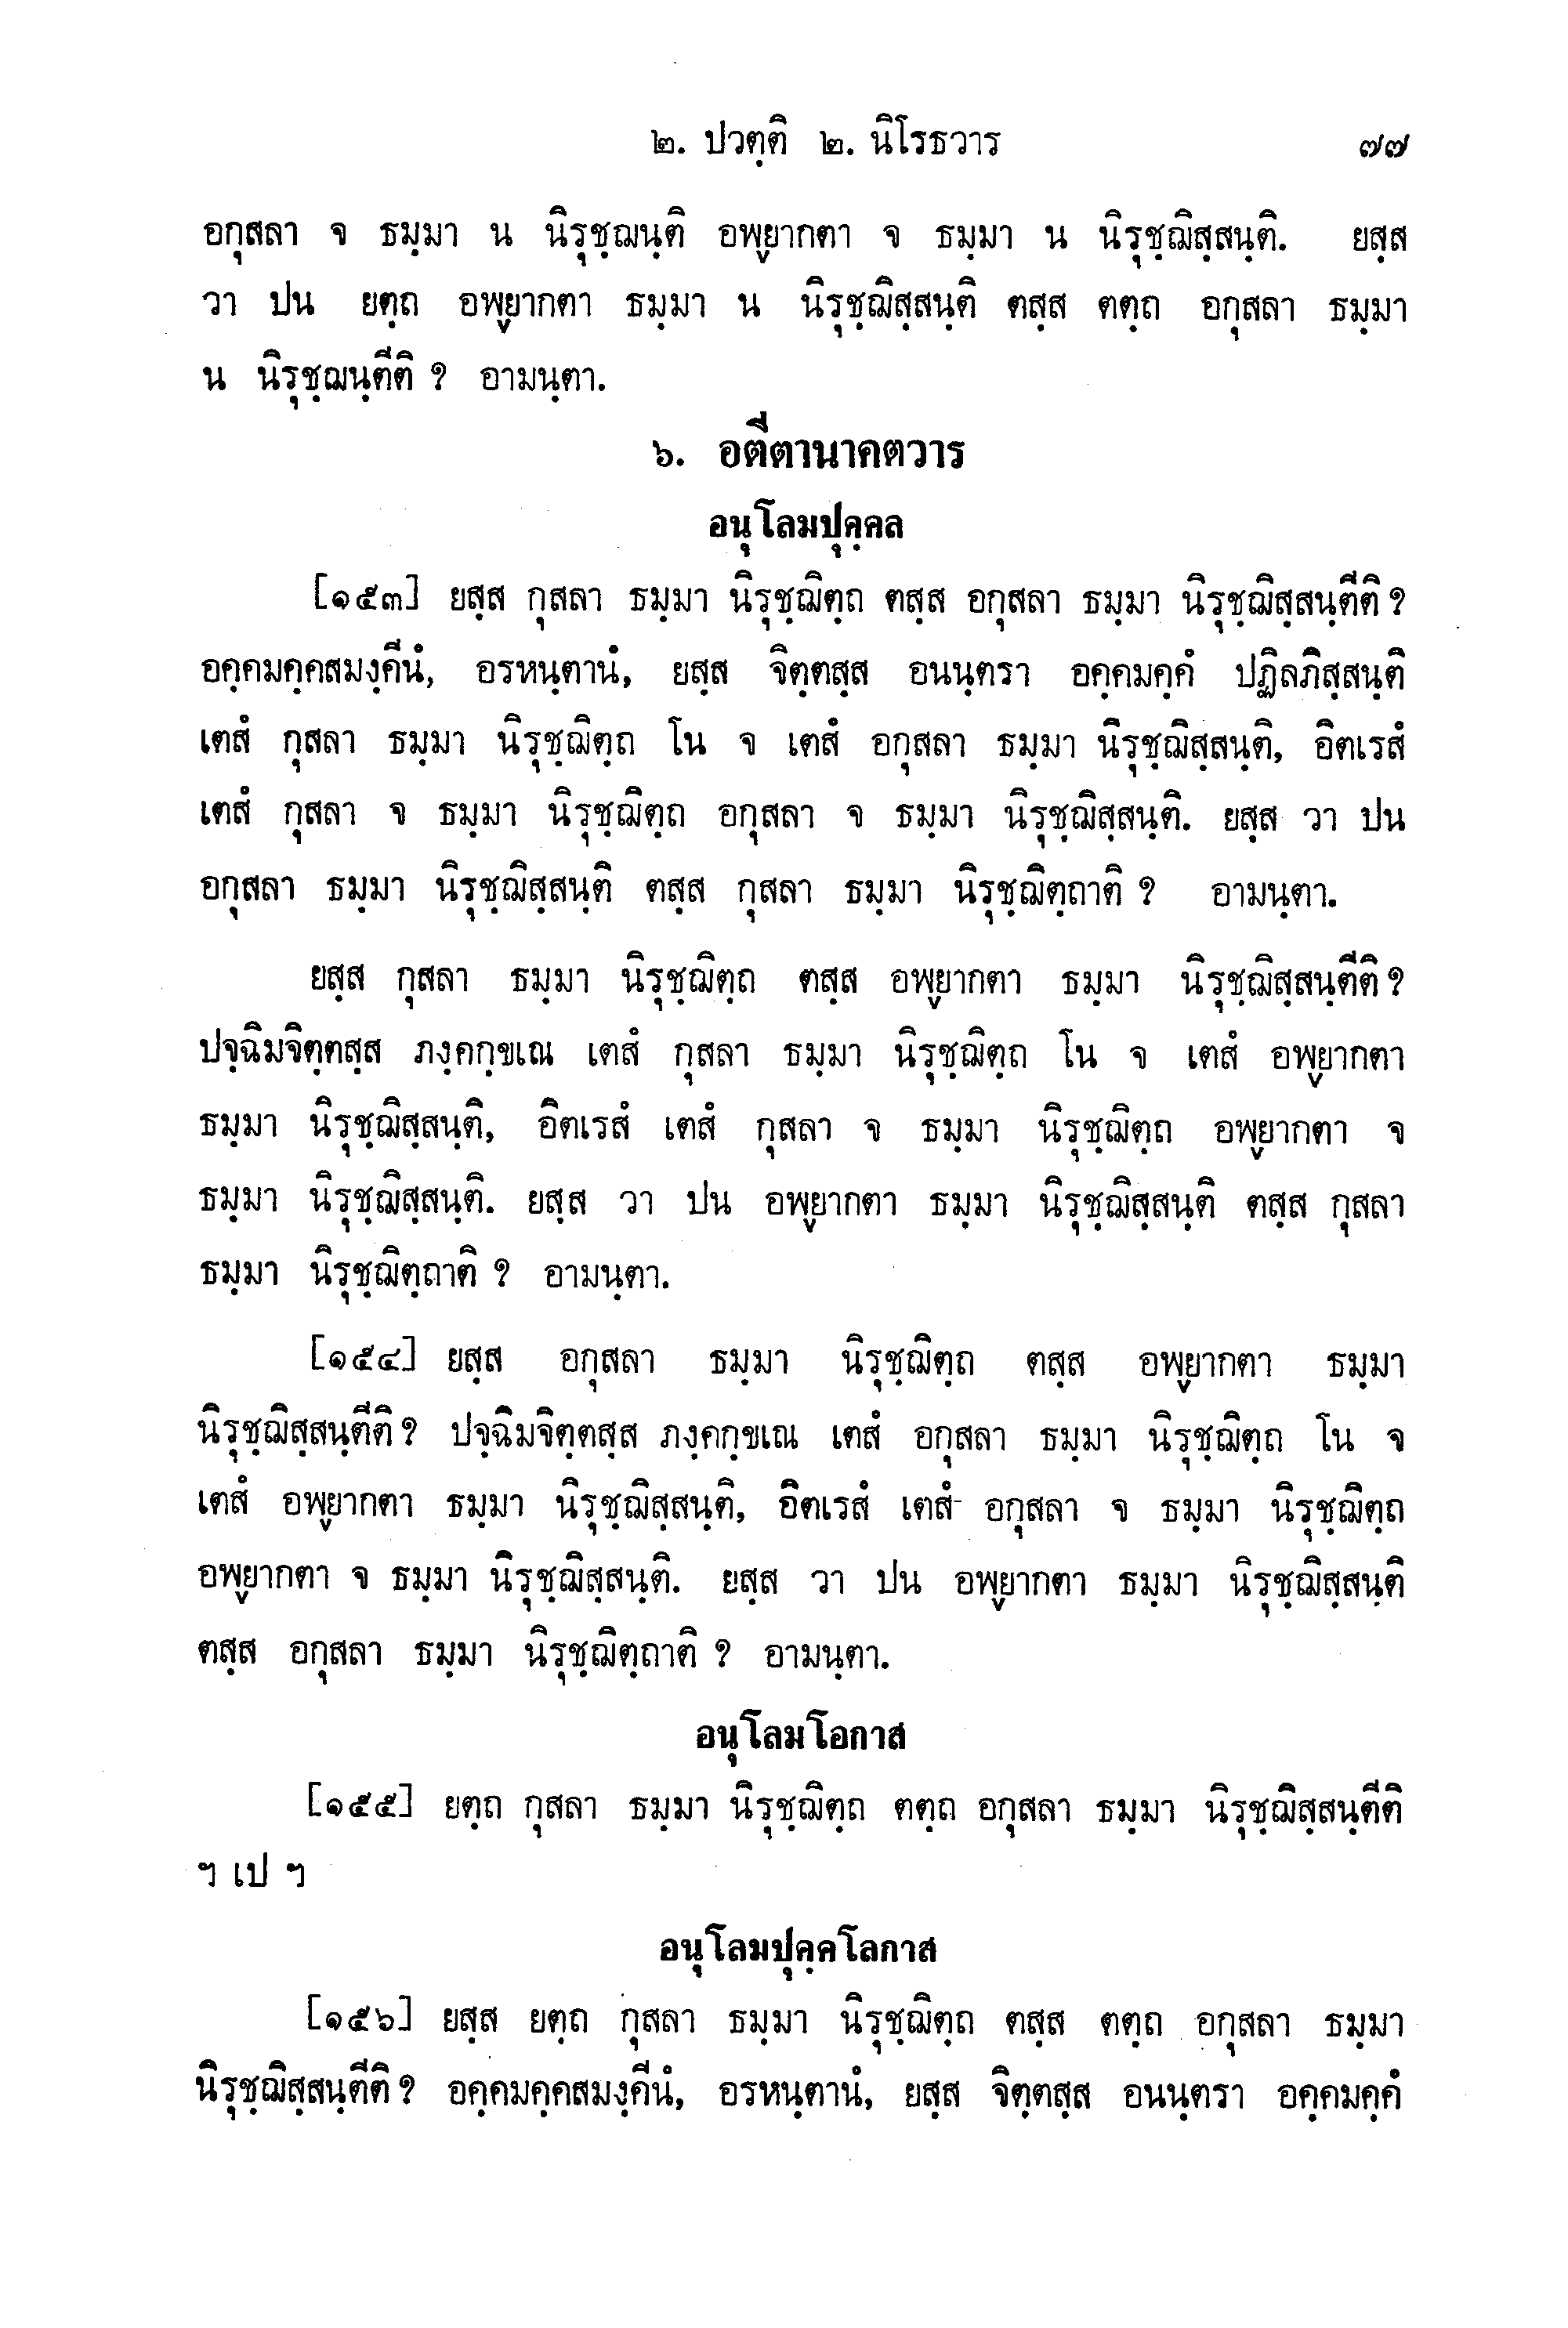 ๒. ปวตฺติ ๒. นิโรธวาร ๗๗
อกุสลา จ ธมฺมา น นิรุชฺฌนฺติ อพฺยากตา จ ธมฺมา น นิรุชฺฌิสฺสนฺติ. ยสฺส
วา ปน ยตฺถ อพฺยากตา ธมฺมา น นิรุชฺฌิสฺสนฺติ ตสฺส ตตฺถ อกุสลา ธมฺมา
น นิรุชฺฌนฺตีติ ? อามนฺตา.
๖. อตีตานาคตวาร
อนุโลมปุคฺคล
[๑๕๓] ยสฺส กุสลา ธมฺมา นิรุชฺฌิตฺถ ตสฺส อกุสลา ธมฺมา นิรุชฺฌิสฺสนฺตีติ ?
อคฺคมคฺคสมงฺคีนํ, อรหนฺตานํ, ยสฺส จิตฺตสฺส อนนฺตรา อคฺคมคฺคํ ปฏิลภิสฺสนฺติ
เตสํ กุสลา ธมฺมา นิรุชฺฌิตฺถ โน จ เตสํ อกุสลา ธมฺมา นิรุชฺฌิสฺสนฺติ, อิตเรสํ
เตสํ กุสลา จ ธมฺมา นิรุชฺฌิตฺถ อกุสลา จ ธมฺมา นิรุชฺฌิสฺสนฺติ. ยสฺส วา ปน
อกุสลา ธมฺมา นิรุชฺฌิสฺสนฺติ ตสฺส กุสลา ธมฺมา นิรุชฺฌิตฺถาติ ? อามนฺตา.
ยสฺส กุสลา ธมฺมา นิรุชฺฌิตฺถ ตสฺส อพฺยากตา ธมฺมา นิรุชฺฌิสฺสนฺตีติ ?
ปจฺฉิมจิตฺตสฺส ภงฺคกฺขเณ เตสํ กุสลา ธมฺมา นิรุชฺฌิตฺถ โน จ เตสํ อพฺยากตา
ธมฺมา นิรุชฺฌิสฺสนฺติ, อิตเรสํ เตสํ กุสลา จ ธมฺมา นิรุชฺฌิตฺถ อพฺยากตา จ
ธมฺมา นิรุชฺฌิสฺสนฺติ. ยสฺส วา ปน อพฺยากตา ธมฺมา นิรุชฺฌิสฺสนฺติ ตสฺส กุสลา
ธมฺมา นิรุชฺฌิตฺถาติ ? อามนฺตา.
[๑๕๔] ยสฺส อกุสลา ธมฺมา นิรุชฺฌิตฺถ ตสฺส อพฺยากตา ธมฺมา
นิรุชฺฌิสฺสนฺตีติ ? ปจฺฉิมจิตฺตสฺส ภงฺคกฺขเณ เตสํ อกุสลา ธมฺมา นิรุชฺฌิตฺถ โน จ
เตสํ อพฺยากตา ธมฺมา นิรุชฺฌิสฺสนฺติ, อิตเรสํ เตสํ อกุสลา จ ธมฺมา นิรุชฺฌิตฺถ
อพฺยากตา จ ธมฺมา นิรุชฺฌิสฺสนฺติ. ยสฺส วา ปน อพฺยากตา ธมฺมา นิรุชฺฌิสฺสนฺติ
ตสฺส อกุสลา ธมฺมา นิรุชฺฌิตฺถาติ ? อามนฺตา.
อนุโลมโอกาส
[๑๕๕] ยตฺถ กุสลา ธมฺมา นิรุชฺฌิตฺถ ตตฺถ อกุสลา ธมฺมา นิรุชฺฌิสฺสนฺตีติ
ฯ เป ฯ
อนุโลมปุคฺคโลกาส
[๑๕๖] ยสฺส ยตฺถ กุสลา ธมฺมา นิรุชฺฌิตฺถ ตสฺส ตตฺถ อกุสลา ธมฺมา
นิรุชฺฌิสฺสนฺตีติ ? อคฺคมคฺคสมงฺคีนํ, อรหนฺตานํ, ยสฺส จิตฺตสฺส อนนฺตรา อคฺคมคฺคํ